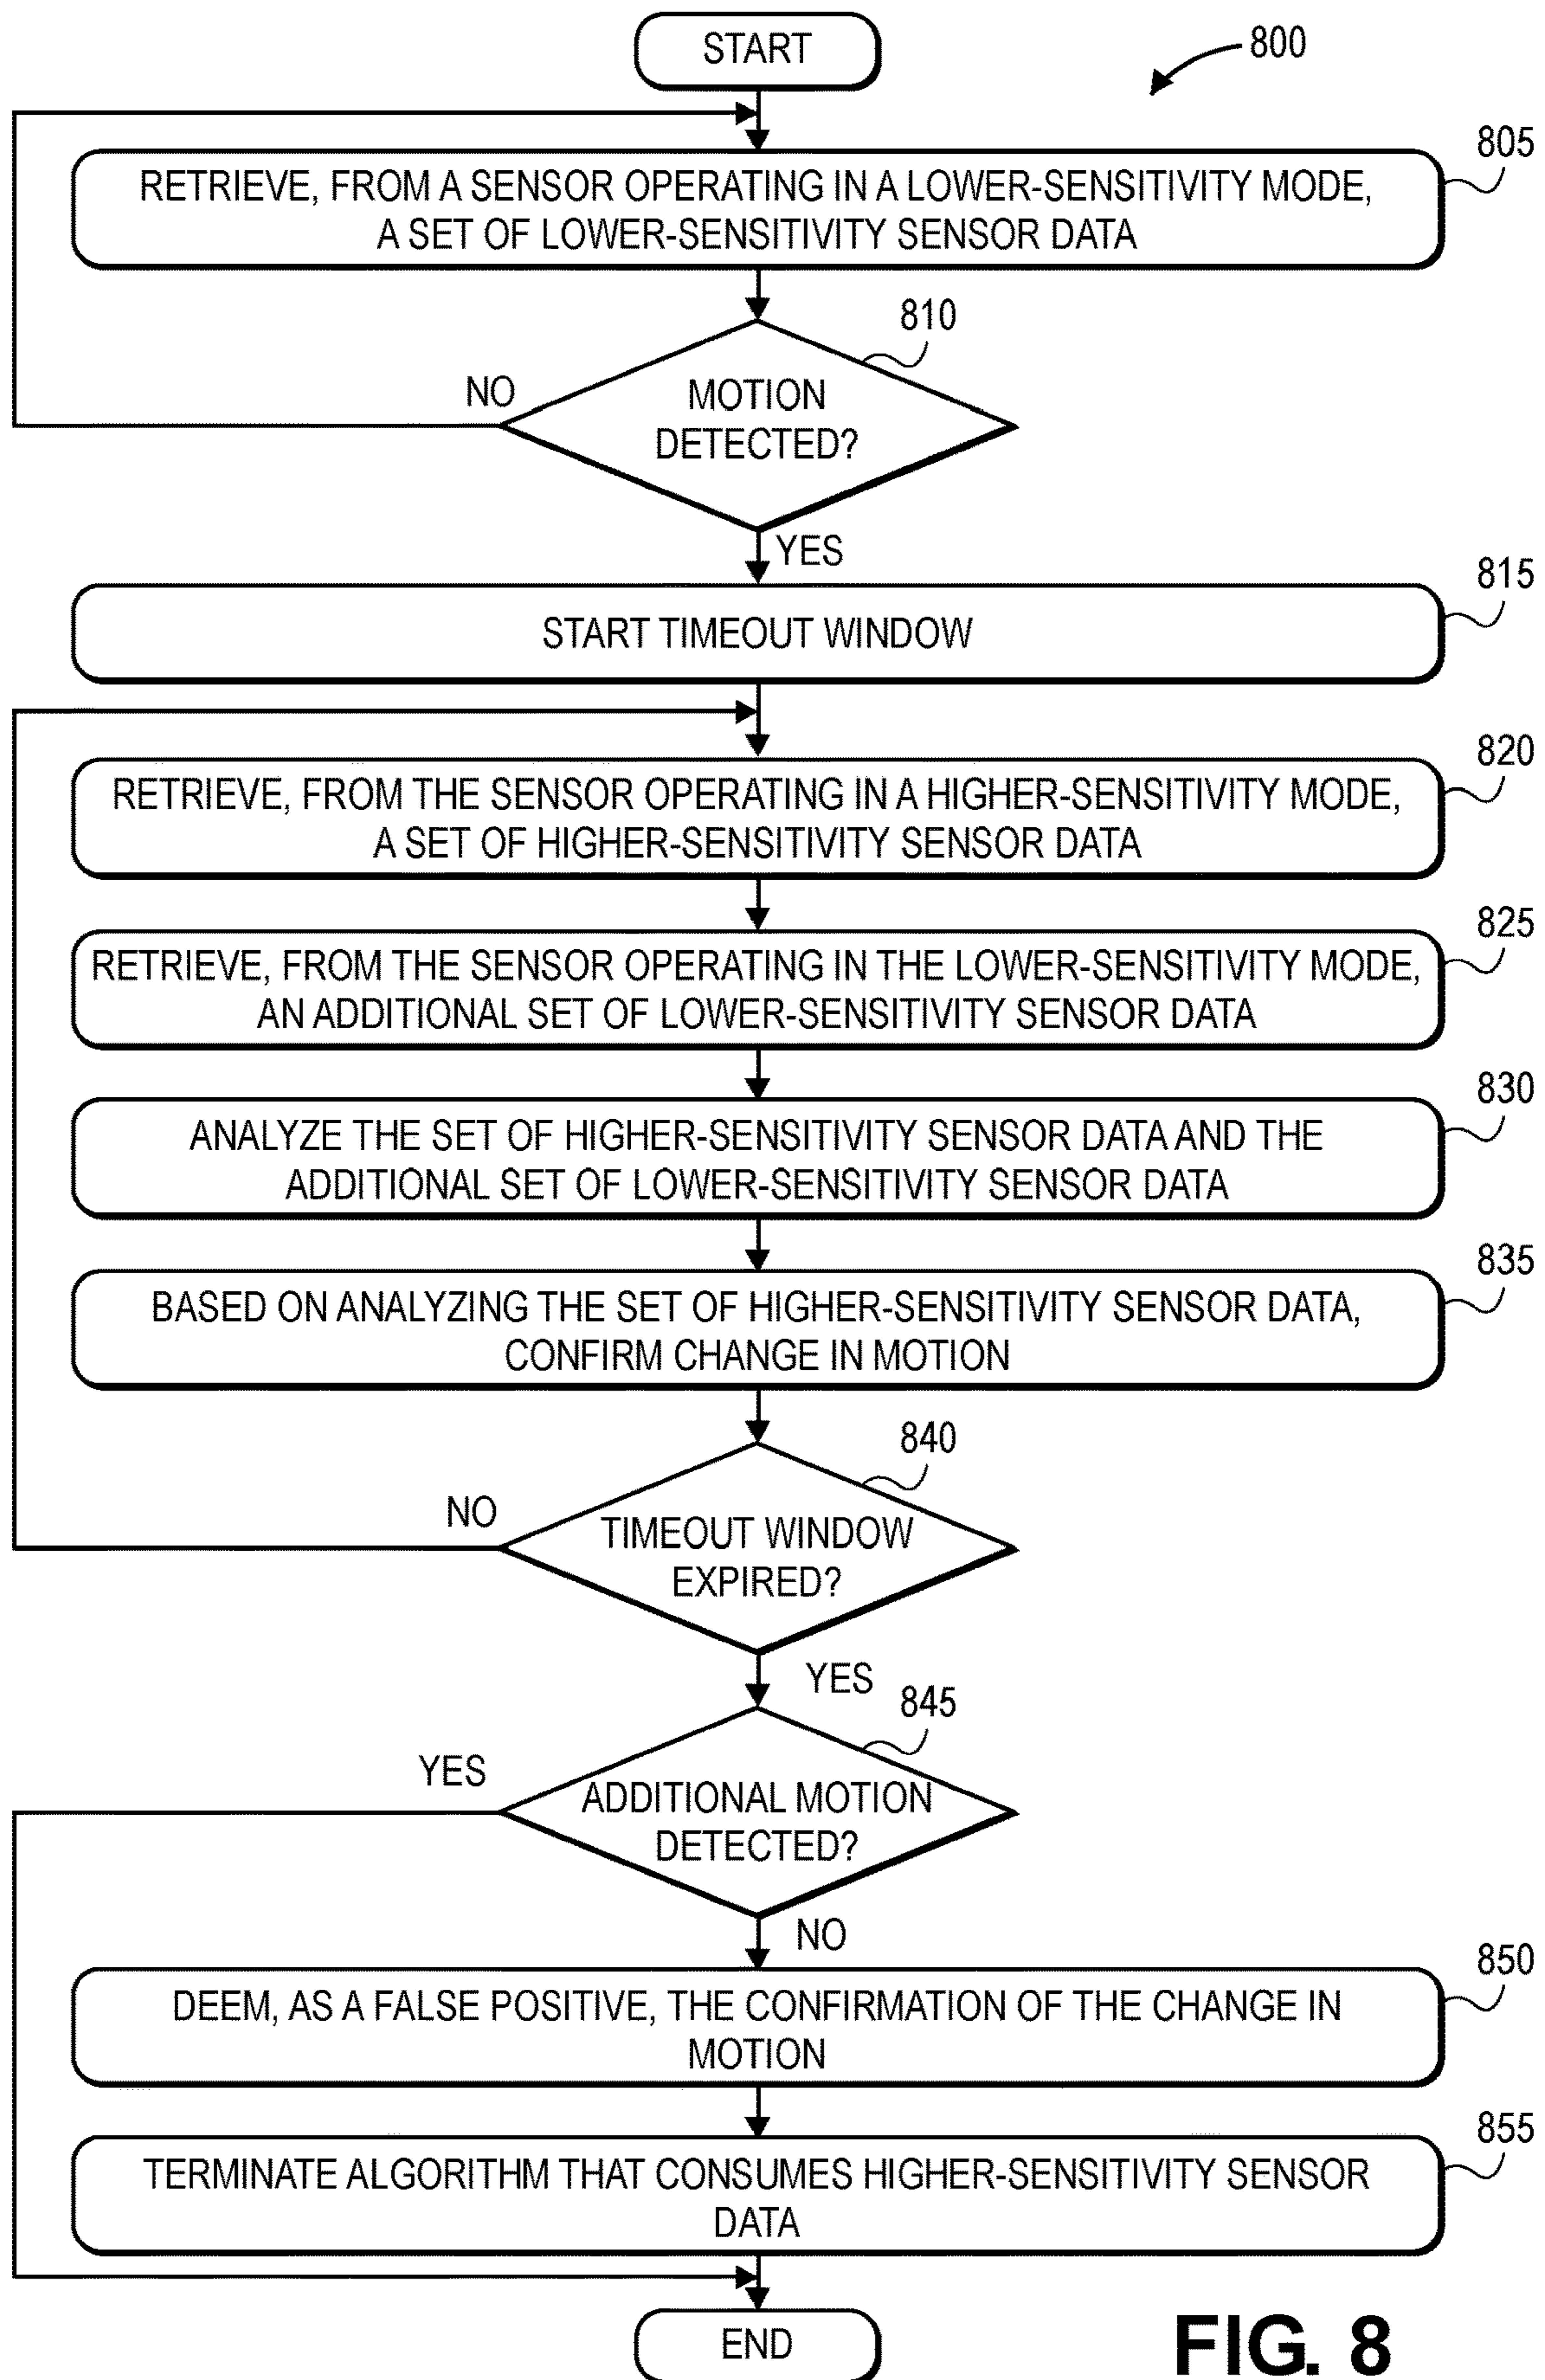 START
800
805
RETRIEVE, FROM A SENSOR OPERATING IN A LOWER-SENSITIVITY MODE,
A SET OF LOWER-SENSITIVITY SENSOR DATA
810
NO
MOTION
DETECTED?
YES
815
START TIMEOUT WINDOW
820
RETRIEVE, FROM THE SENSOR OPERATING IN A HIGHER-SENSITIVITY MODE,
A SET OF HIGHER-SENSITIVITY SENSOR DATA
825
RETRIEVE, FROM THE SENSOR OPERATING IN THE LOWER-SENSITIVITY MODE,
AN ADDITIONAL SET OF LOWER-SENSITIVITY SENSOR DATA
830
ANALYZE THE SET OF HIGHER-SENSITIVITY SENSOR DATA AND THE
ADDITIONAL SET OF LOWER-SENSITIVITY SENSOR DATA
835
BASED ON ANALYZING THE SET OF HIGHER-SENSITIVITY SENSOR DATA,
CONFIRM CHANGE IN MOTION
840
NO
TIMEOUT WINDOW
EXPIRED?
YES
845
YES
ADDITIONAL MOTION
DETECTED?
NO
850
DEEM, AS A FALSE POSITIVE, THE CONFIRMATION OF THE CHANGE IN
MOTION
855
TERMINATE ALGORITHM THAT CONSUMES HIGHER-SENSITIVITY SENSOR
DATA
END
FIG. 8